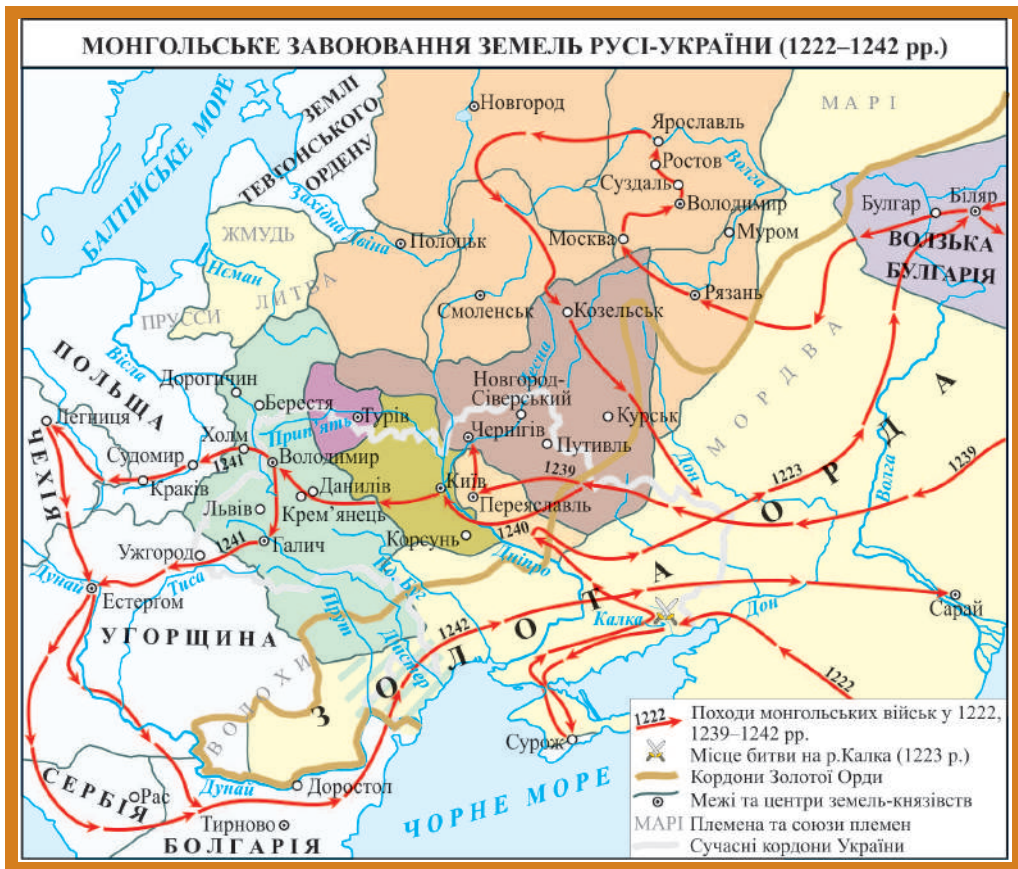 МОНГОЛЬСЬКЕ ЗАВОЮВАННЯ ЗЕМЕЛЬ РУСІ-УКРАЇНИ (1222–1242 рр.)
БАЛТІЙСЬКЕ МОРЕ
ЗЕМЛІ
ТЕВТОНСЬКОГО
ОРДЕНУ
Новгород
МАРІ
Ярославль
Ростов
Волга
Суздаль
Володимир
Булгар
Біляр
Західна Двіна
Полоцьк
Москва
Муром
ВОЛЗЬКА
БУЛГАРІЯ
ЖМУДЬ
Нєман
ЛИТВА
Смоленськ
Рязань
Козельськ
ПРУССИ
МОРДВА
ПОЛЬЩА
Вісла
Десна
Дорогичин
Берестя
Новгород-
Сіверський
Легниця
Турів
Курськ
Прип'ять
Чернігів
Путивль
Холм
Судомир
1241
Володимир
ЧЕХІЯ
Краків
Данилів
Київ
1239
Дон
1223
Волга
1239
Крем'янець
Переяславль
Львів
1240
Корсунь
Ужгород
1241
Галич
Дніпро
Дунай
Тиса
Пд. Буг
Естергом
Прут
Дністер
Калка
Дон
Сарай
УГОРЩИНА
1242
ЗОЛОТА ОРДА
ВОЛОХИ
1222
Сурож
СЕРБІЯ
Рас
Дунай
Доростол
Тирново
БОЛГАРІЯ
ЧОРНЕ МОРЕ
1222 Походи монгольських військ у 1222,
1239–1242 рр.
Місце битви на р.Калка (1223 р.)
Кордони Золотої Орди
Межі та центри земель-князівств
МАРІ Племена та союзи племен
Сучасні кордони України